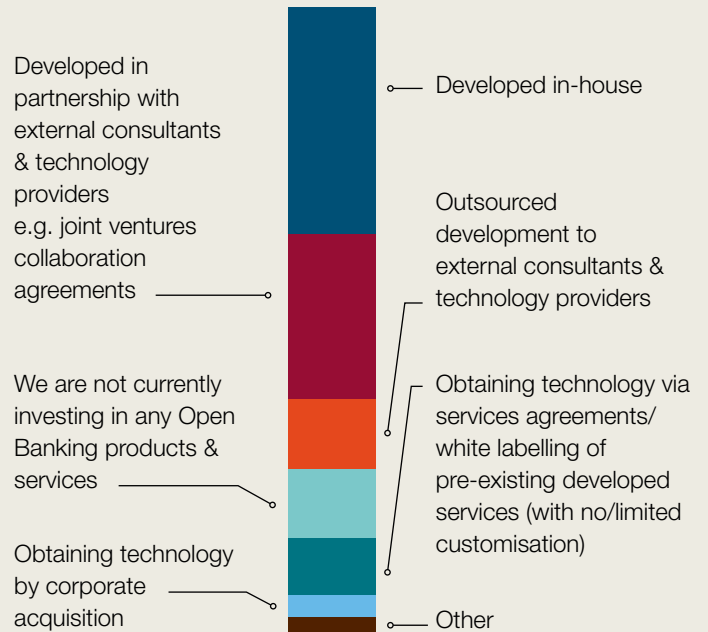 Developed in
partnership with
external consultants
& technology
providers
e.g. joint ventures
collaboration
agreements
Developed in-house
Outsourced
development to
external consultants &
technology providers
We are not currently
investing in any Open
Banking products &
services
Obtaining technology via
services agreements/
white labelling of
pre-existing developed
services (with no/limited
customisation)
Obtaining technology
by corporate
acquisition
Other